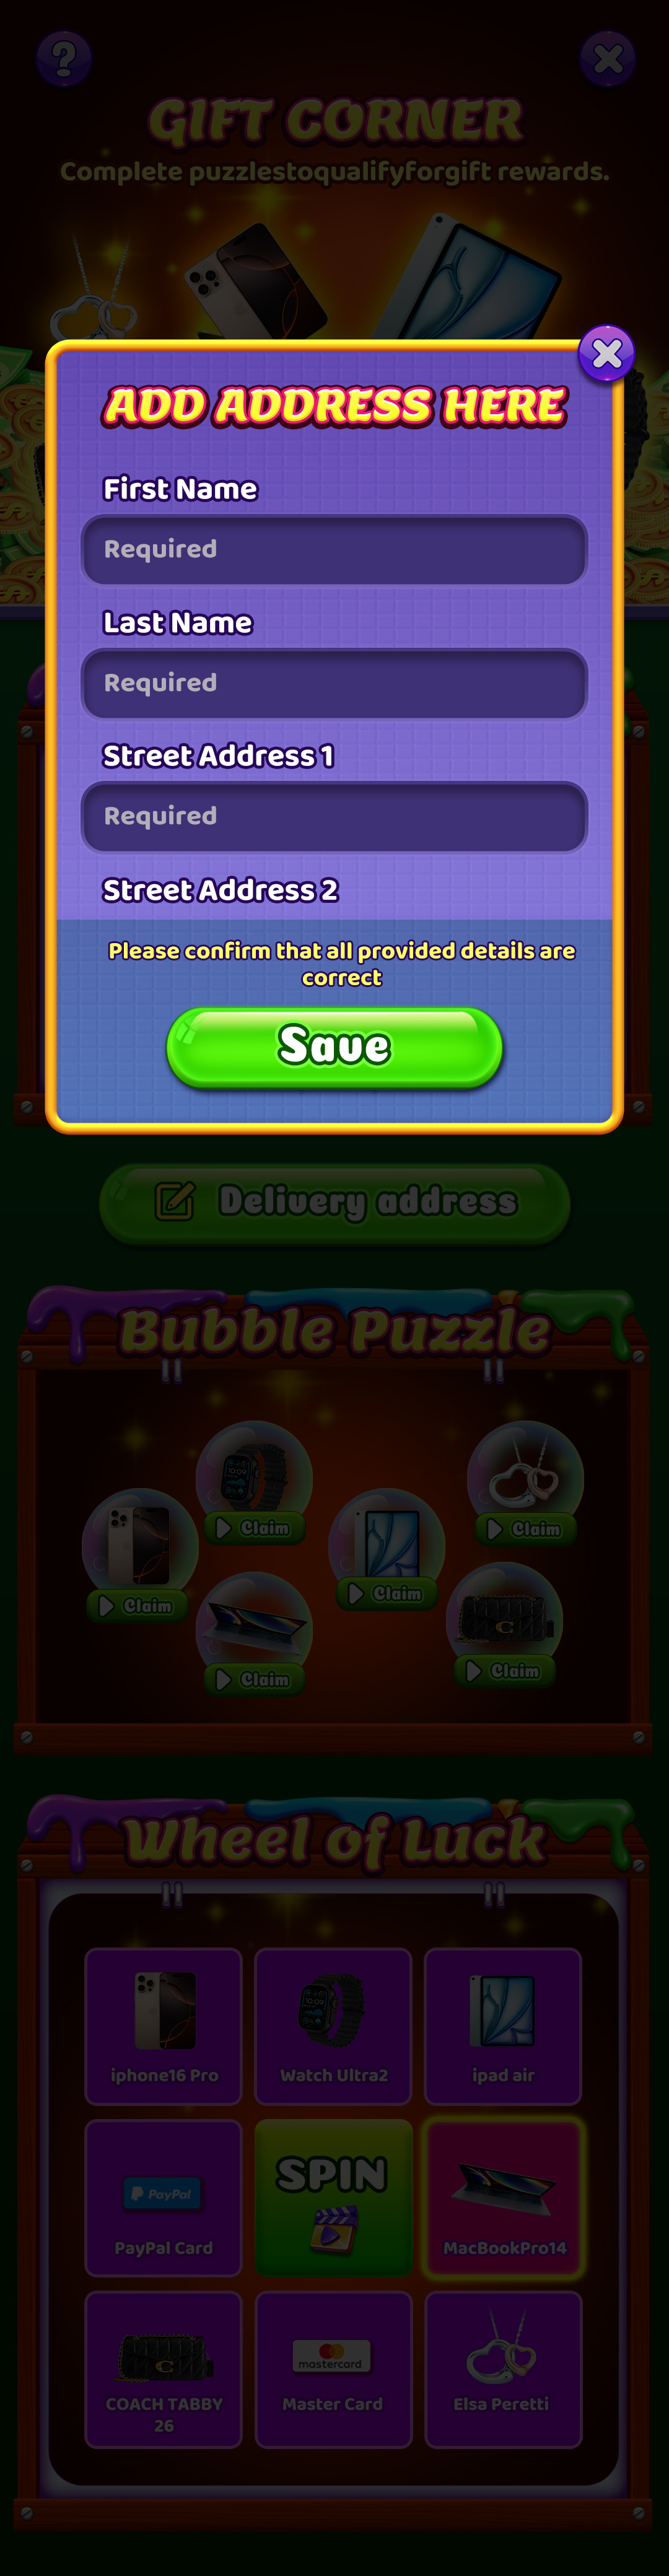 ?
GIFT CORNER
Complete puzzlestoqualifyforgift rewards.
ADD ADDRESS HERE
First Name
Required
Last Name
Required
Street Address 1
Required
Street Address 2
Please confirm that all provided details are
correct
Save
Delivery address
Bubble Puzzle
Claim
Claim
Claim
Claim
Claim
Claim
Wheel of Luck
iphone16 Pro
Watch Ultra2
ipad air
PayPal
PayPal Card
SPIN
MacBookPro14
COACH TABBY
26
mastercard
Master Card
Elsa Peretti